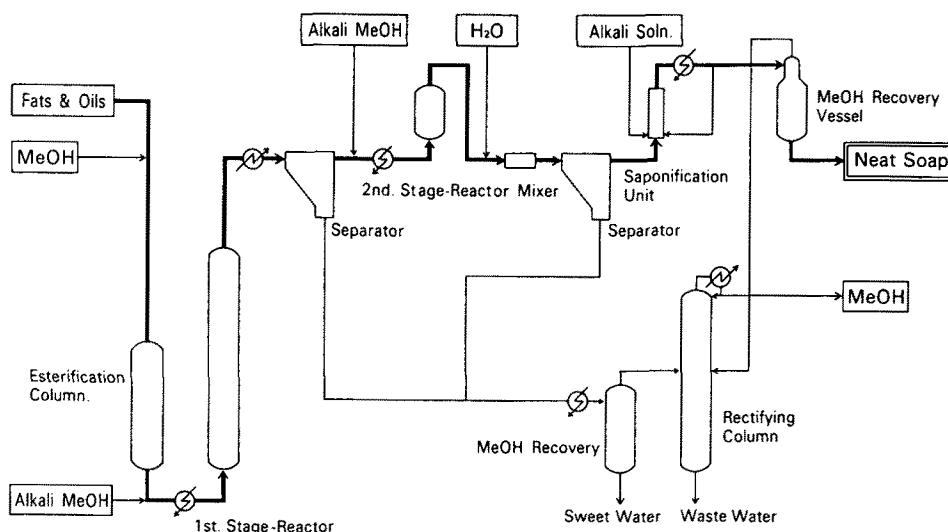 Alkali MeOH
H₂O
Alkali Soln.
Fats & Oils
MeOH
MeOH Recovery
Vessel
Neat Soap
2nd. Stage-Reactor Mixer
Saponification
Unit
Separator
Separator
MeOH
Esterification
Column.
MeOH Recovery
Rectifying
Column
Alkali MeOH
1st. Stage-Reactor
Sweet Water
Waste Water